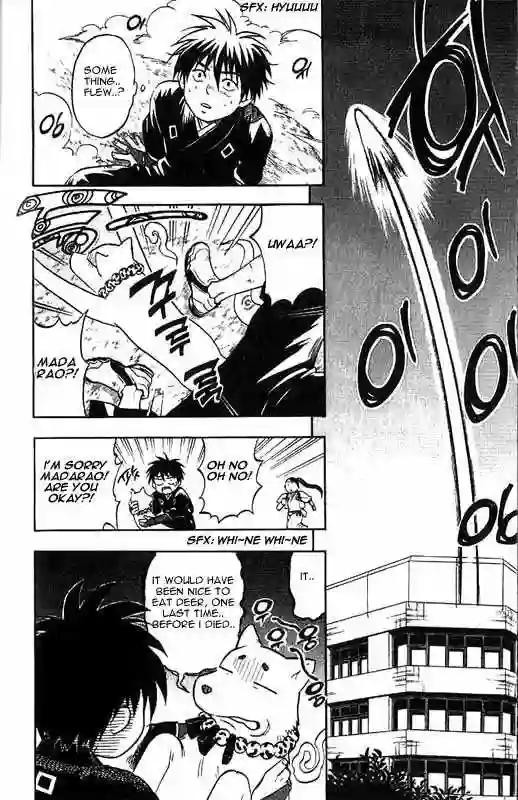 SFX: HYUUUU
SOME
THING..
FLEW..?
UWAA?!
MADA
RAO?!
OH NO
OH NO!
I'M SORRY
MADARAO!
ARE YOU
OKAY?!
SFX: WHI~NE WHI~NE
IT..
IT WOULD HAVE
BEEN NICE TO
EAT DEER, ONE
LAST TIME..
BEFORE I DIED..